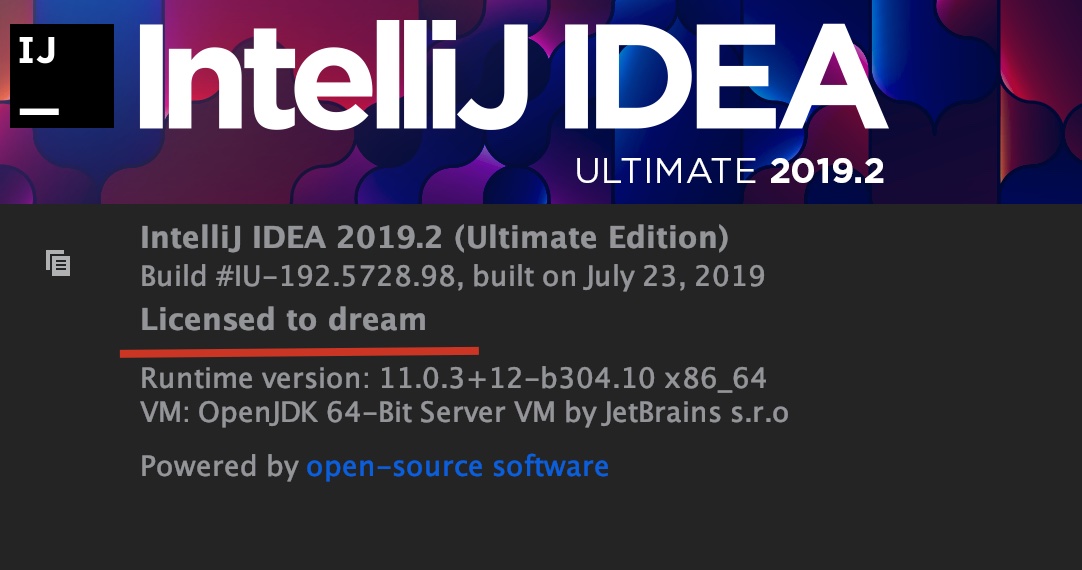 IJ
IntelliJ IDEA
ULTIMATE 2019.2
IntelliJ IDEA 2019.2 (Ultimate Edition)
Build #IU-192.5728.98, built on July 23, 2019
Licensed to dream
Runtime version: 11.0.3+12-b304.10 x86_64
VM: OpenJDK 64-Bit Server VM by JetBrains s.r.o
Powered by open-source software